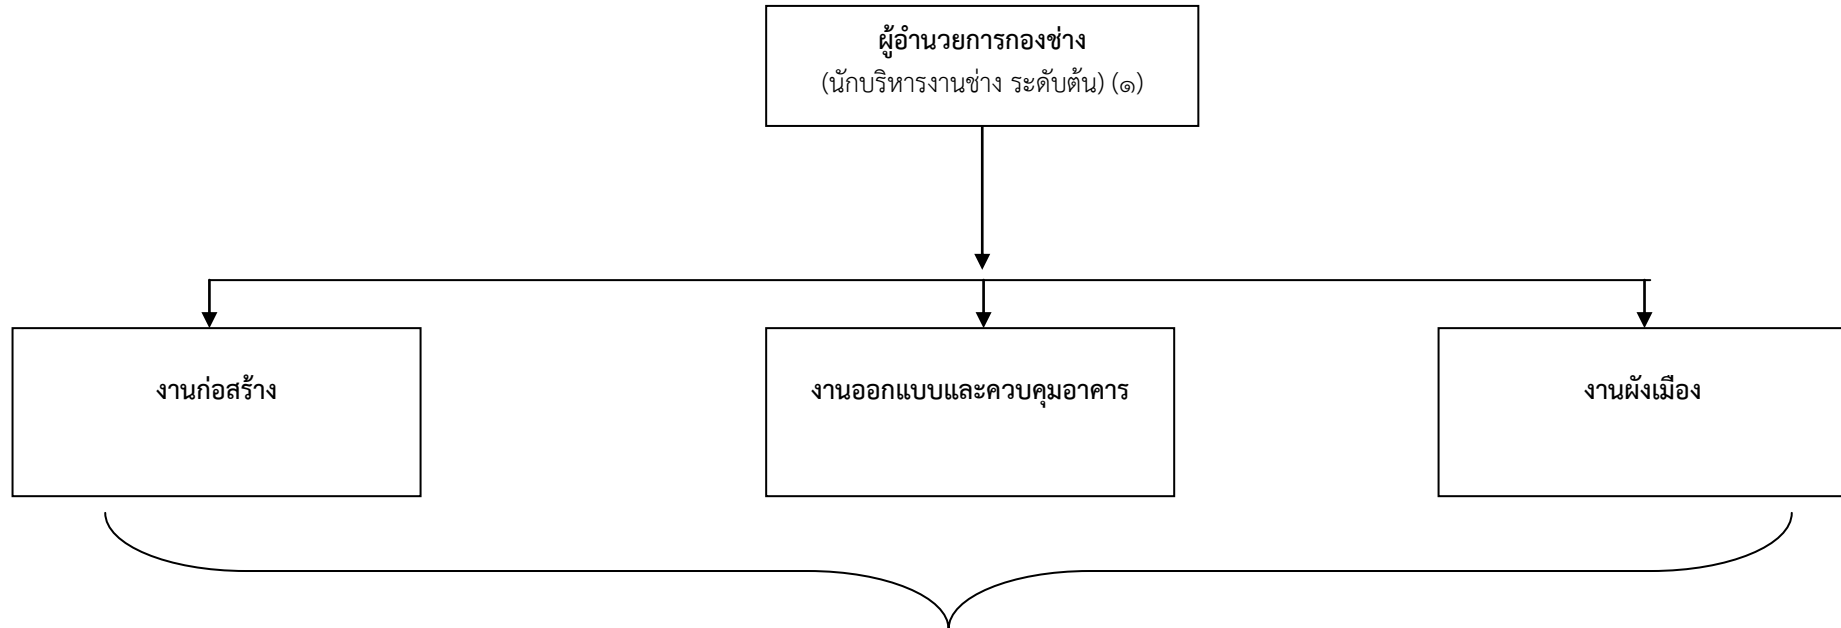 ผู้อำนวยการกองช่าง
(นักบริหารงานช่าง ระดับต้น) (๑)
งานก่อสร้าง
งานออกแบบและควบคุมอาคาร
งานผังเมือง